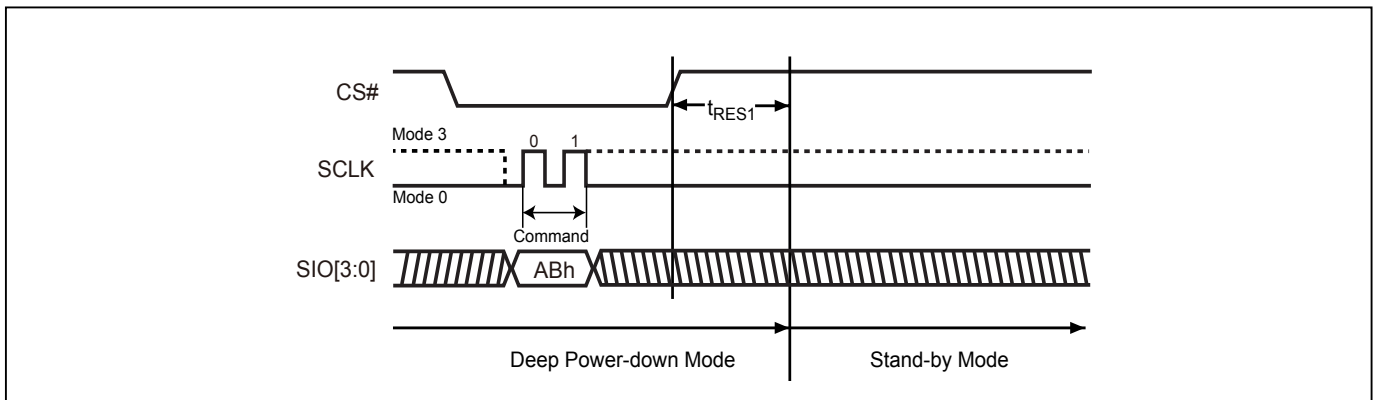 CS#
tRES1
Mode 3
0 1
SCLK
Mode 0
Command
SIO[3:0]
ABh
Deep Power-down Mode
Stand-by Mode